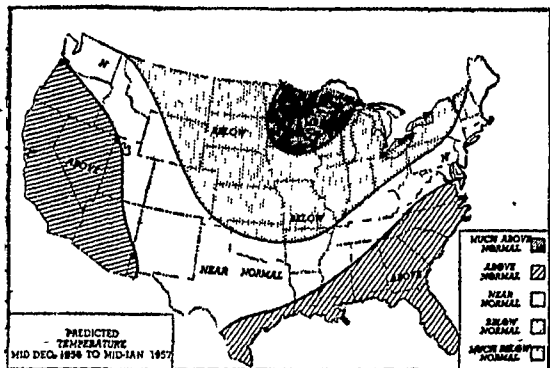 N
ABOVE
BELOW
BELOW
N
NEAR NORMAL
ABOVE
MUCH ABOVE
NORMAL
ABOVE
NORMAL
NEAR
NORMAL
BELOW
NORMAL
MUCH BELOW
NORMAL
PREDICTED
TEMPERATURE
MID DEC. 1956 TO MID-JAN 1957